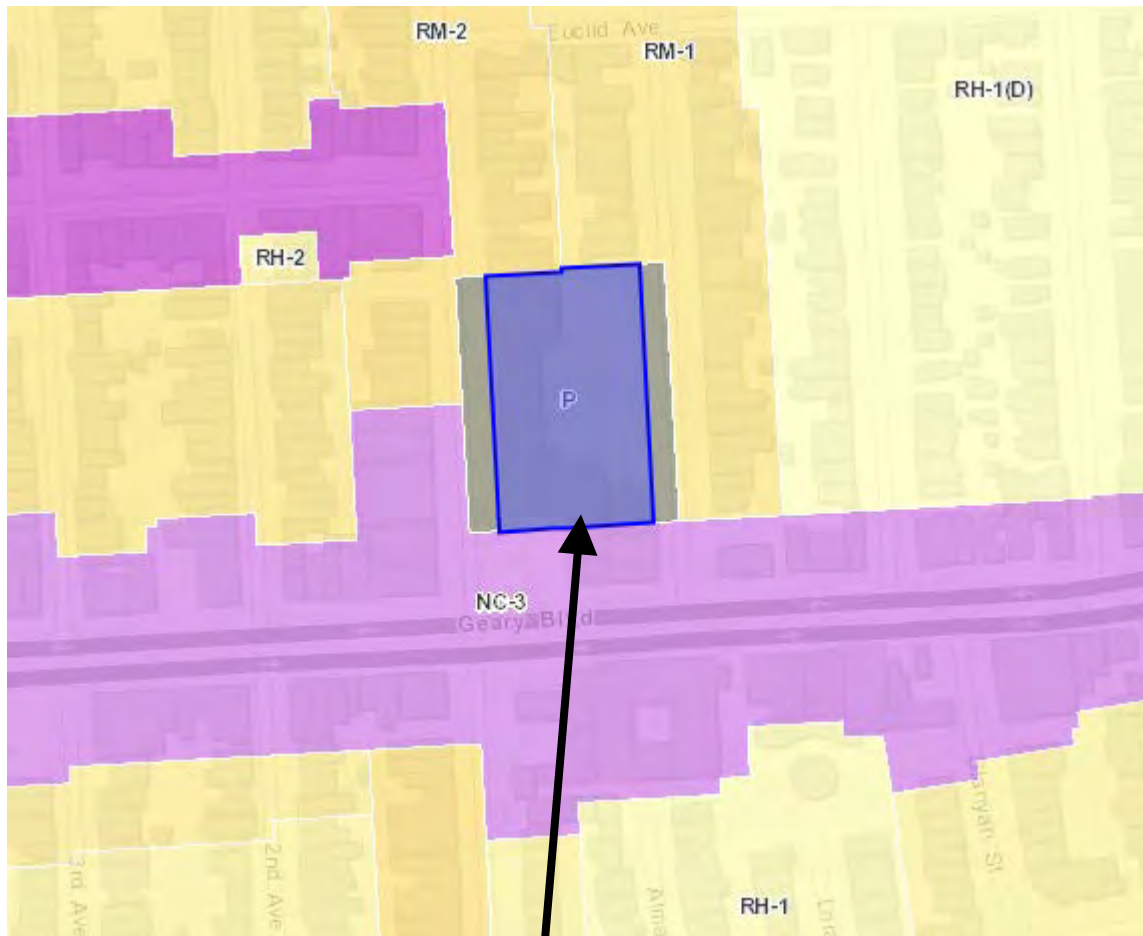 RM-2
Euclid Ave
RM-1
RH-1(D)
RH-2
P
NC-3
Geary Blvd
3rd Ave
2nd Ave
RH-1